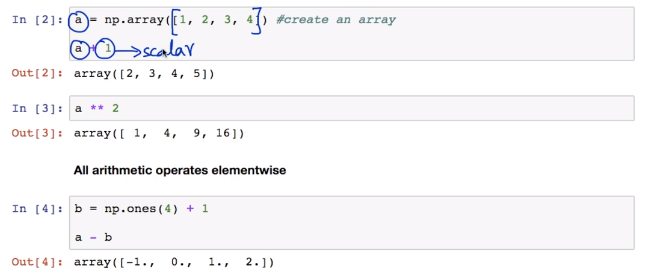 In [2]: a = np.array([1, 2, 3, 4]) #create an array
a + 1 scalar
Out[2]: array([2, 3, 4, 5])
In [3]: a ** 2
Out[3]: array([ 1,  4,  9, 16])
All arithmetic operates elementwise
In [4]: b = np.ones(4) + 1
a - b
Out[4]: array([-1.,  0.,  1.,  2.])